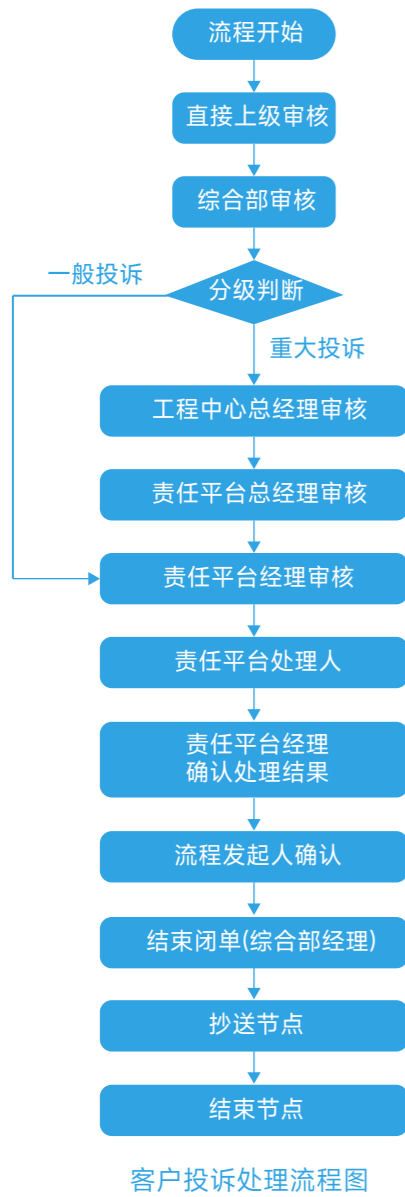 流程开始
直接上级审核
综合部审核
分级判断
一般投诉
重大投诉
工程中心总经理审核
责任平台总经理审核
责任平台经理审核
责任平台处理人
责任平台经理
确认处理结果
流程发起人确认
结束闭单(综合部经理)
抄送节点
结束节点
客户投诉处理流程图